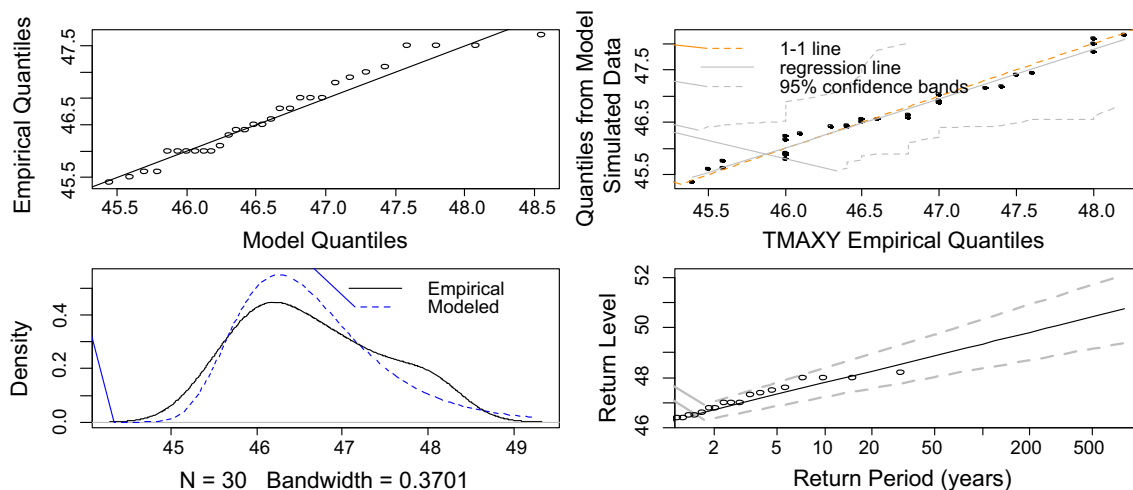 Empirical Quantiles
45.5 46.5 47.5
45.5 46.0 46.5 47.0 47.5 48.0 48.5
Model Quantiles
Quantiles from Model
Simulated Data
45.5 46.5 47.5
1-1 line
regression line
95% confidence bands
45.5 46.0 46.5 47.0 47.5 48.0
TMAXY Empirical Quantiles
Density
0.0 0.2 0.4
Empirical
Modeled
45 46 47 48 49
N = 30 Bandwidth = 0.3701
Return Level
46 48 50 52
2 5 10 20 50 200 500
Return Period (years)